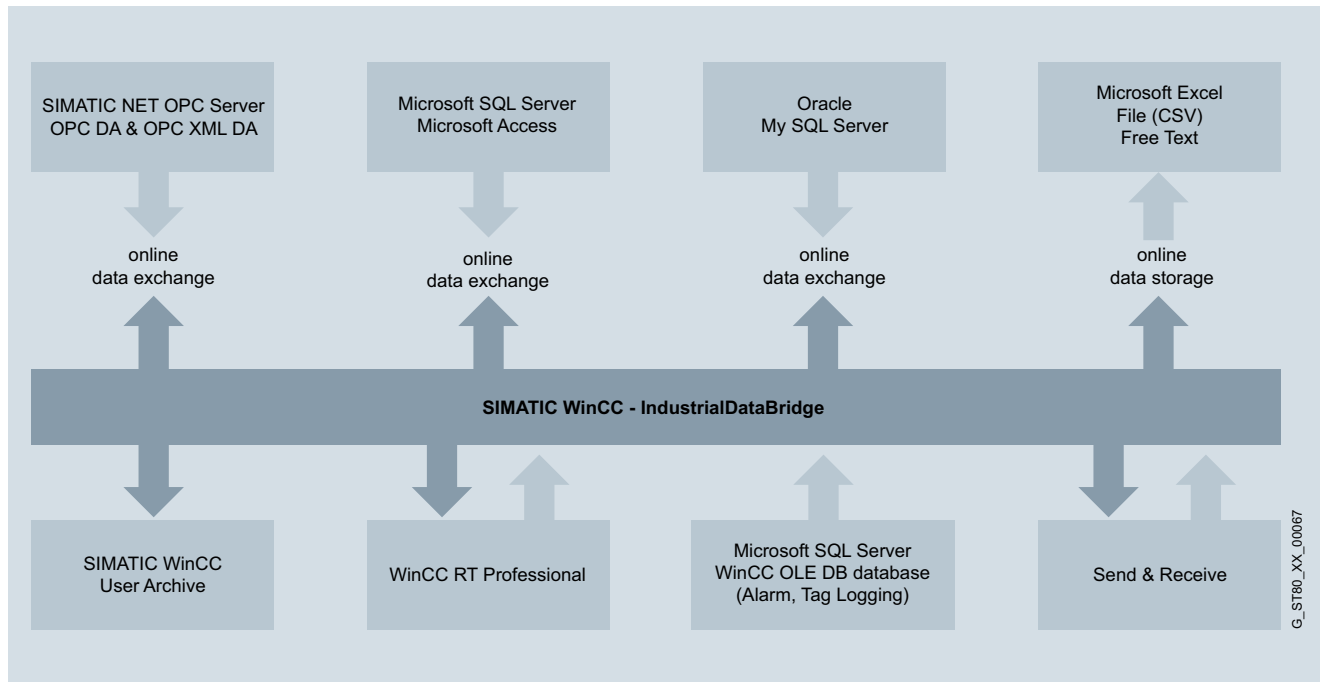 SIMATIC NET OPC Server
OPC DA & OPC XML DA
Microsoft SQL Server
Microsoft Access
Oracle
My SQL Server
Microsoft Excel
File (CSV)
Free Text
online
data exchange
online
data exchange
online
data exchange
online
data storage
SIMATIC WinCC - IndustrialDataBridge
SIMATIC WinCC
User Archive
WinCC RT Professional
Microsoft SQL Server
WinCC OLE DB database
(Alarm, Tag Logging)
Send & Receive
G_ST80_XX_00067